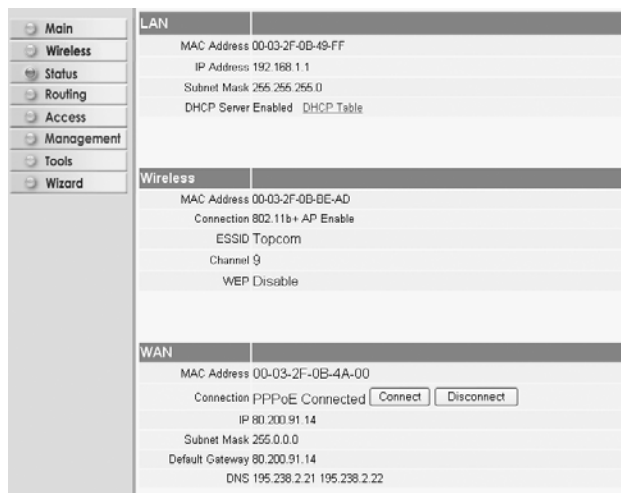 Main
Wireless
Status
Routing
Access
Management
Tools
Wizard
LAN
MAC Address 00-03-2F-0B-49-FF
IP Address 192.168.1.1
Subnet Mask 255.255.255.0
DHCP Server Enabled DHCP Table
Wireless
MAC Address 00-03-2F-0B-BE-AD
Connection 802.11b+ AP Enable
ESSID Topcom
Channel 9
WEP Disable
WAN
MAC Address 00-03-2F-0B-4A-00
Connection PPPoE Connected Connect Disconnect
IP 80.200.91.14
Subnet Mask 255.0.0.0
Default Gateway 80.200.91.14
DNS 195.238.2.21 195.238.2.22